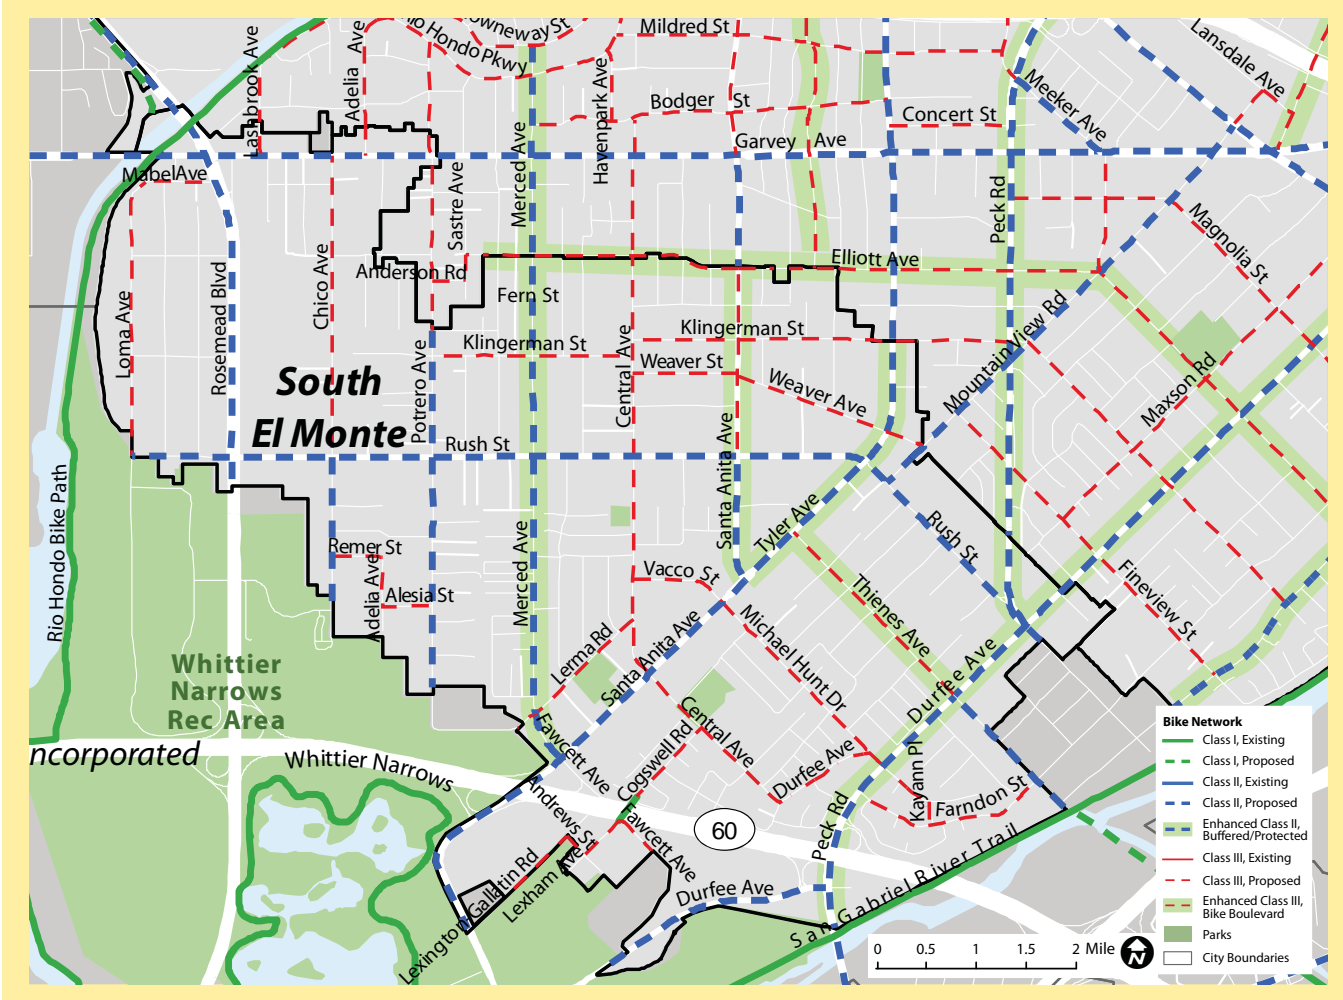 Downeway St
Rio Hondo Pkwy
Mildred St
Lansdale Ave
Lashbrook Ave
Adelia Ave
Havenpark Ave
Bodger St
Concert St
Meeker Ave
Garvey Ave
Merced Ave
Mabel Ave
Sastre Ave
Peck Rd
Magnolia St
Anderson Rd
Elliott Ave
Chico Ave
Rosemead Blvd
Loma Ave
Fern St
Klingerman St
Klingerman St
Mountain View Rd
Potrero Ave
Central Ave
Weaver St
Weaver Ave
Maxson Rd
South
El Monte
Rush St
Santa Anita Ave
Rio Hondo Bike Path
Tyler Ave
Rush St
Remer St
Adelia Ave
Alesia St
Merced Ave
Vacco St
Thienes Ave
Fineview St
Lerma Rd
Santa Anita Ave
Michael Hunt Dr
Durfee Ave
Whittier
Narrows
Rec Area
ncorporated
Whittier Narrows
Fawcett Ave
Cogswell Rd
Central Ave
Durfee Ave
Kayann Pl
Farndon St
Andrews St
Fawcett Ave
60
Peck Rd
Gallatin Rd
Lexham Ave
Lexington
Durfee Ave
San Gabriel River Trail
0 0.5 1 1.5 2 Mile
N
Bike Network
Class I, Existing
Class I, Proposed
Class II, Existing
Class II, Proposed
Enhanced Class II,
Buffered/Protected
Class III, Existing
Class III, Proposed
Enhanced Class III,
Bike Boulevard
Parks
City Boundaries